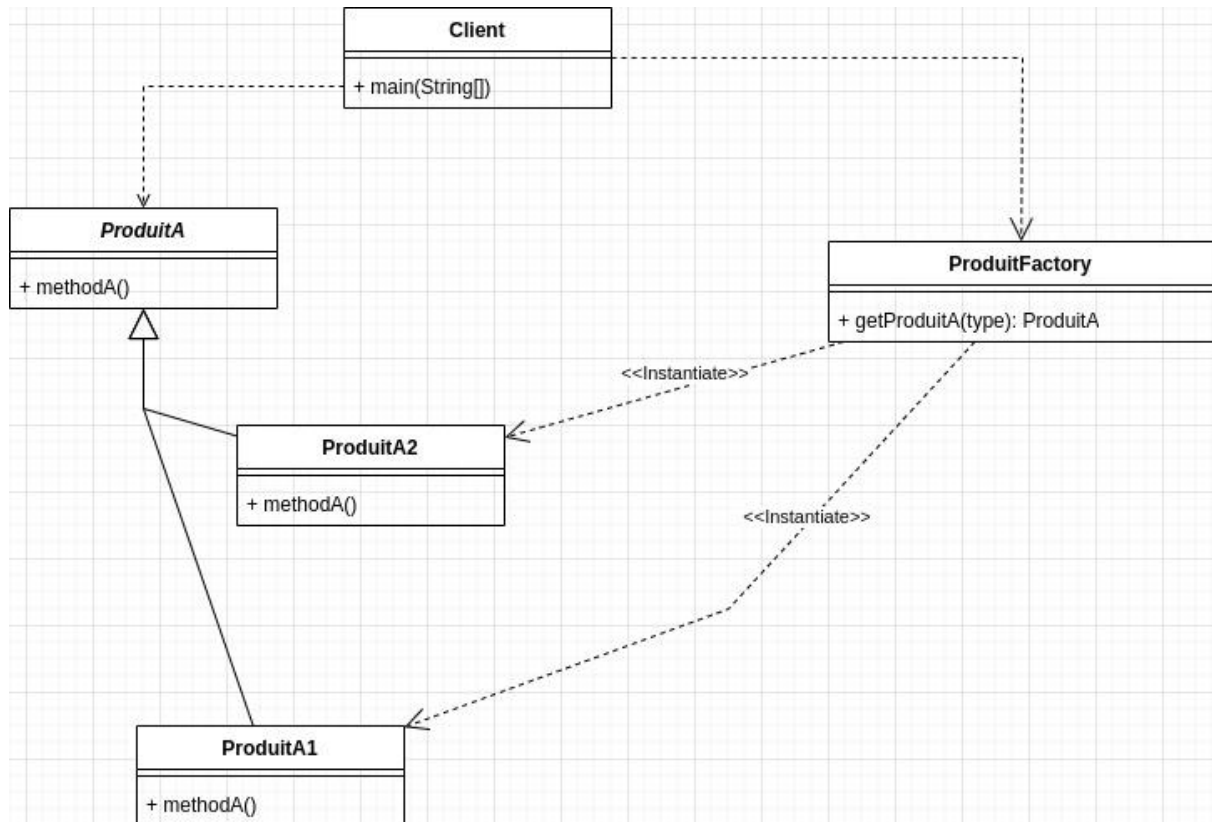 Client
+ main(String[])
ProduitA
+ methodA()
ProduitFactory
+ getProduitA(type): ProduitA
<<Instantiate>>
ProduitA2
+ methodA()
<<Instantiate>>
ProduitA1
+ methodA()